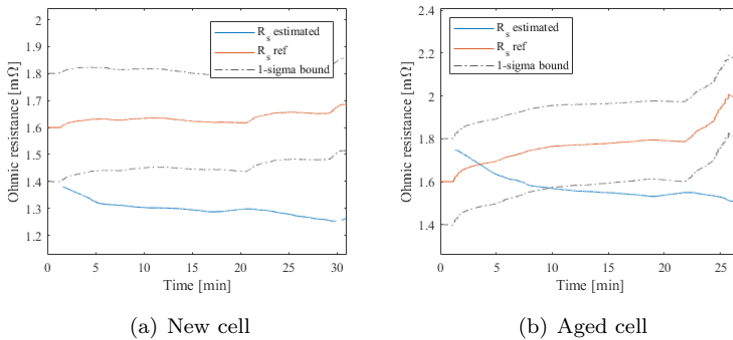 R_s estimated
R_s ref
1-sigma bound
2
1.9
1.8
1.7
1.6
1.5
1.4
1.3
1.2
Ohmic resistance [mΩ]
0 5 10 15 20 25 30
Time [min]
(a) New cell
R_s estimated
R_s ref
1-sigma bound
2.4
2.2
2
1.8
1.6
1.4
Ohmic resistance [mΩ]
0 5 10 15 20 25
Time [min]
(b) Aged cell